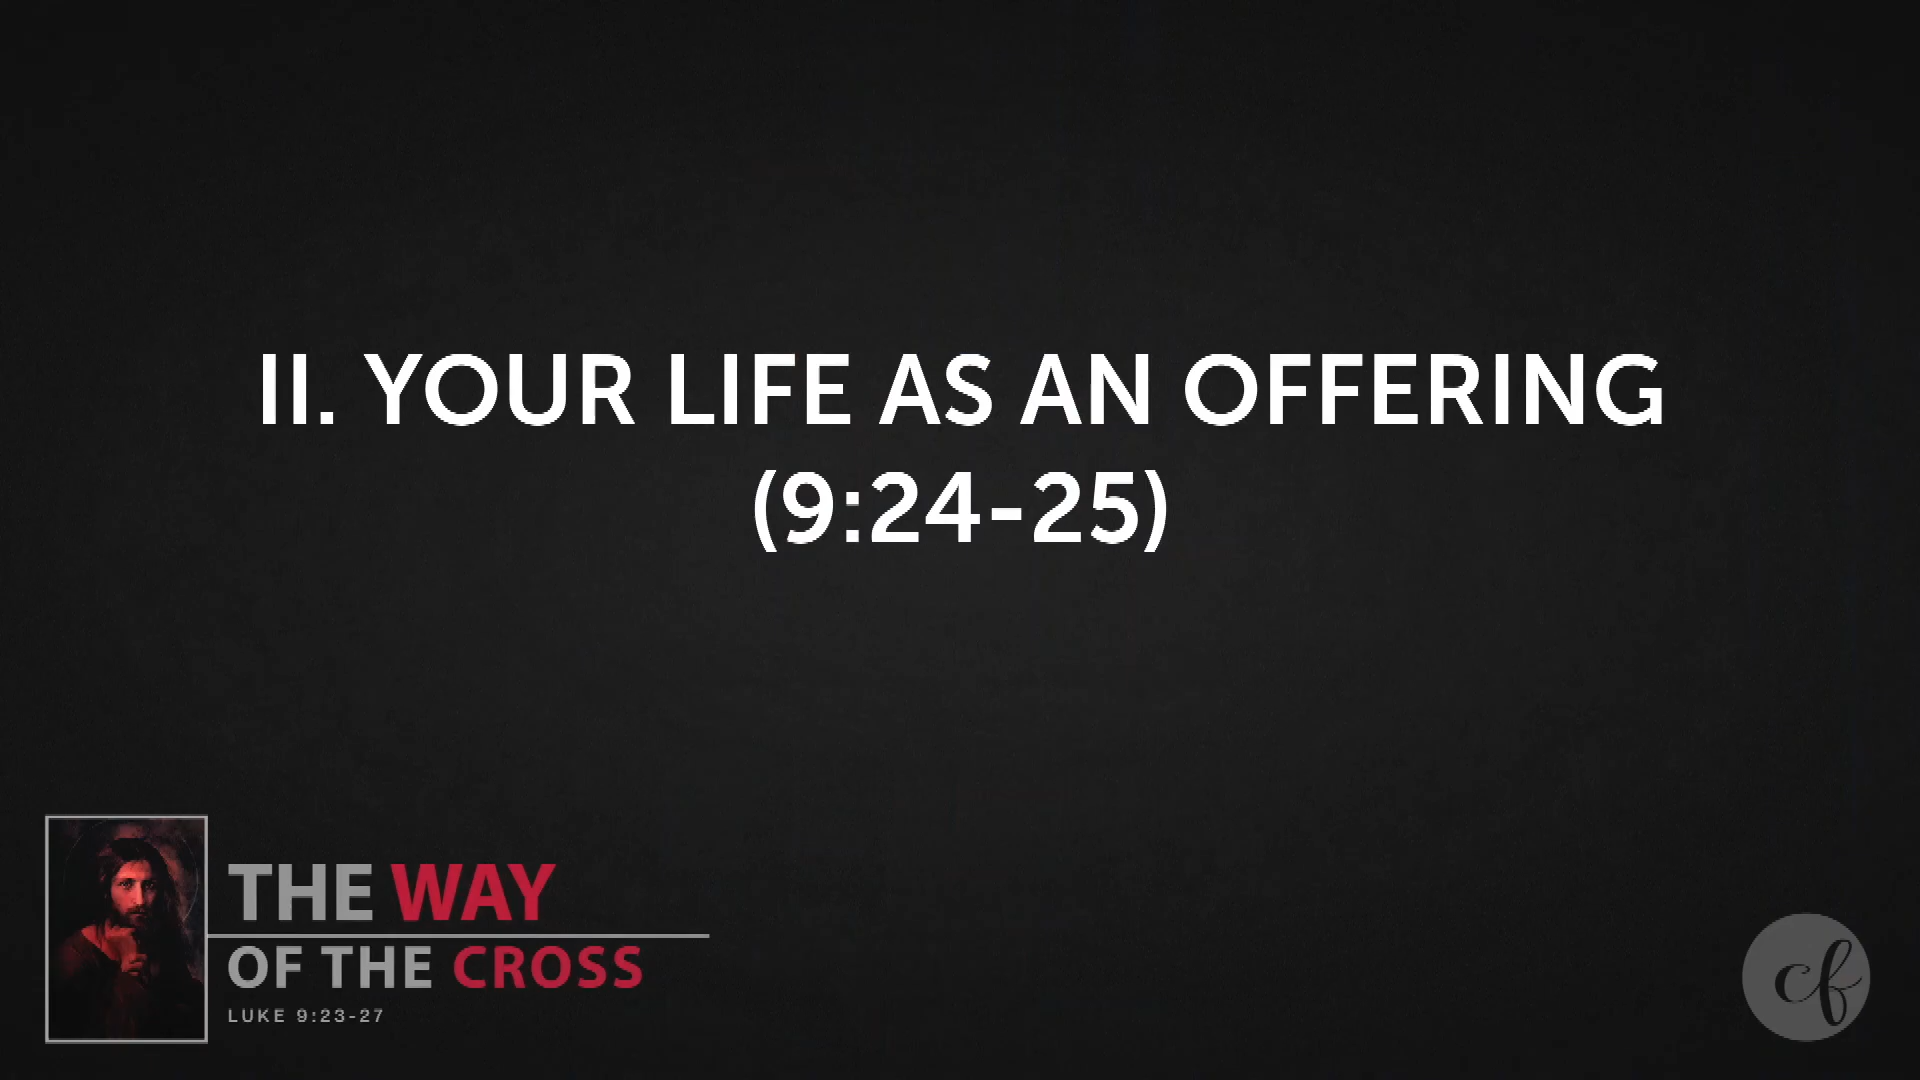 II. YOUR LIFE AS AN OFFERING
(9:24-25)
THE WAY
OF THE CROSS
LUKE 9:23-27
cf